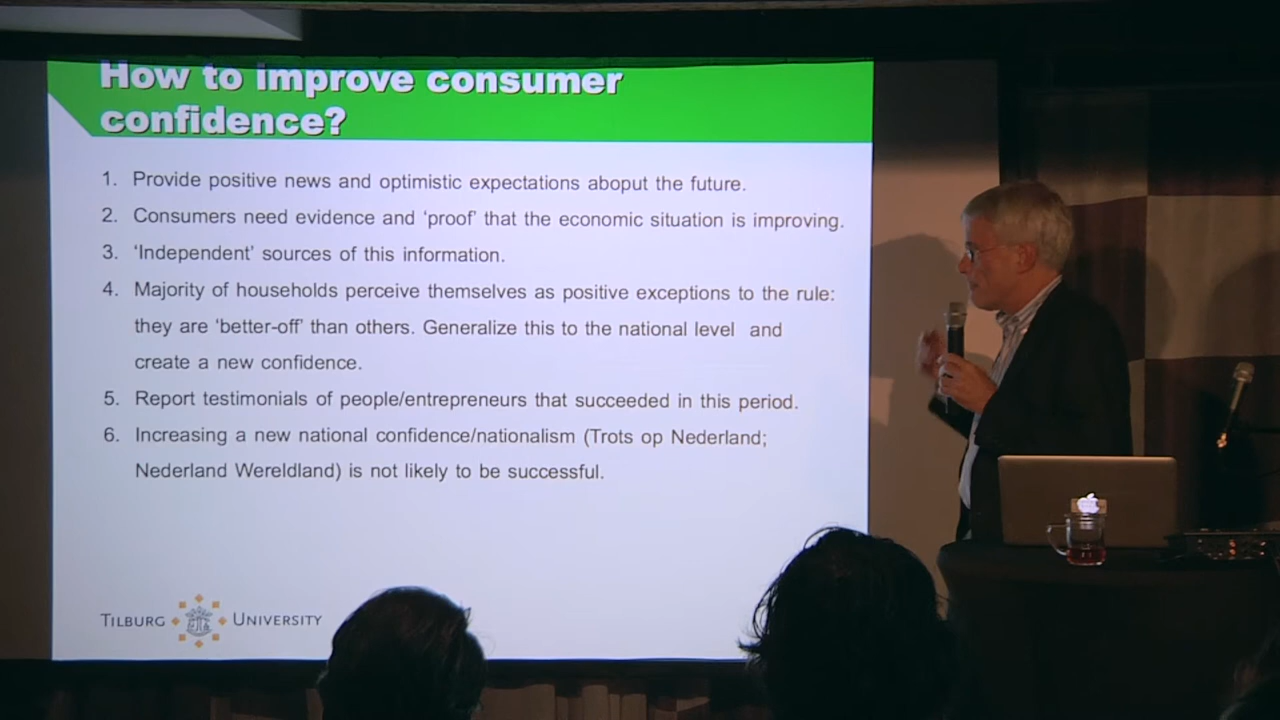 How to improve consumer
confidence?
1. Provide positive news and optimistic expectations aboput the future.
2. Consumers need evidence and ‘proof’ that the economic situation is improving.
3. ‘Independent’ sources of this information.
4. Majority of households perceive themselves as positive exceptions to the rule:
they are ‘better-off’ than others. Generalize this to the national level and
create a new confidence.
5. Report testimonials of people/entrepreneurs that succeeded in this period.
6. Increasing a new national confidence/nationalism (Trots op Nederland;
Nederland Wereldland) is not likely to be successful.
TILBURG UNIVERSITY